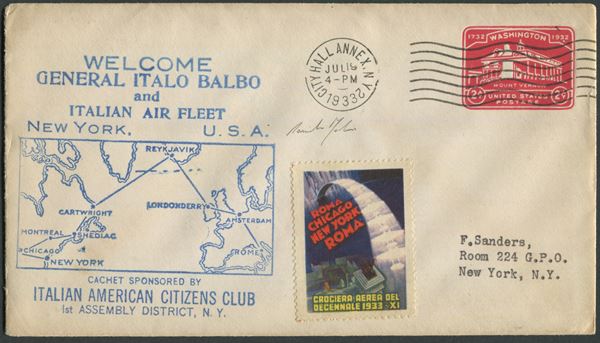 WELCOME
GENERAL ITALO BALBO
and
ITALIAN AIR FLEET
NEW YORK, U.S.A.
REYKJAVIK
CARTWRIGHT
LONDONDERRY
AMSTERDAM
MONTREAL
SHEDIAC
CHICAGO
ROME
NEW YORK
CACHET SPONSORED BY
ITALIAN AMERICAN CITIZENS CLUB
1st ASSEMBLY DISTRICT, N.Y.
CITY HALL ANNEX, N.Y.
JUL 19
4-PM
1933
2
1732 WASHINGTON 1932
MOUNT VERNON
2¢ UNITED STATES 2¢
POSTAGE
ROMA
CHICAGO
NEW YORK
ROMA
CROCIERA AEREA DEL
DECENNALE 1933 - XI
F.Sanders,
Room 224 G.P.O.
New York, N.Y.